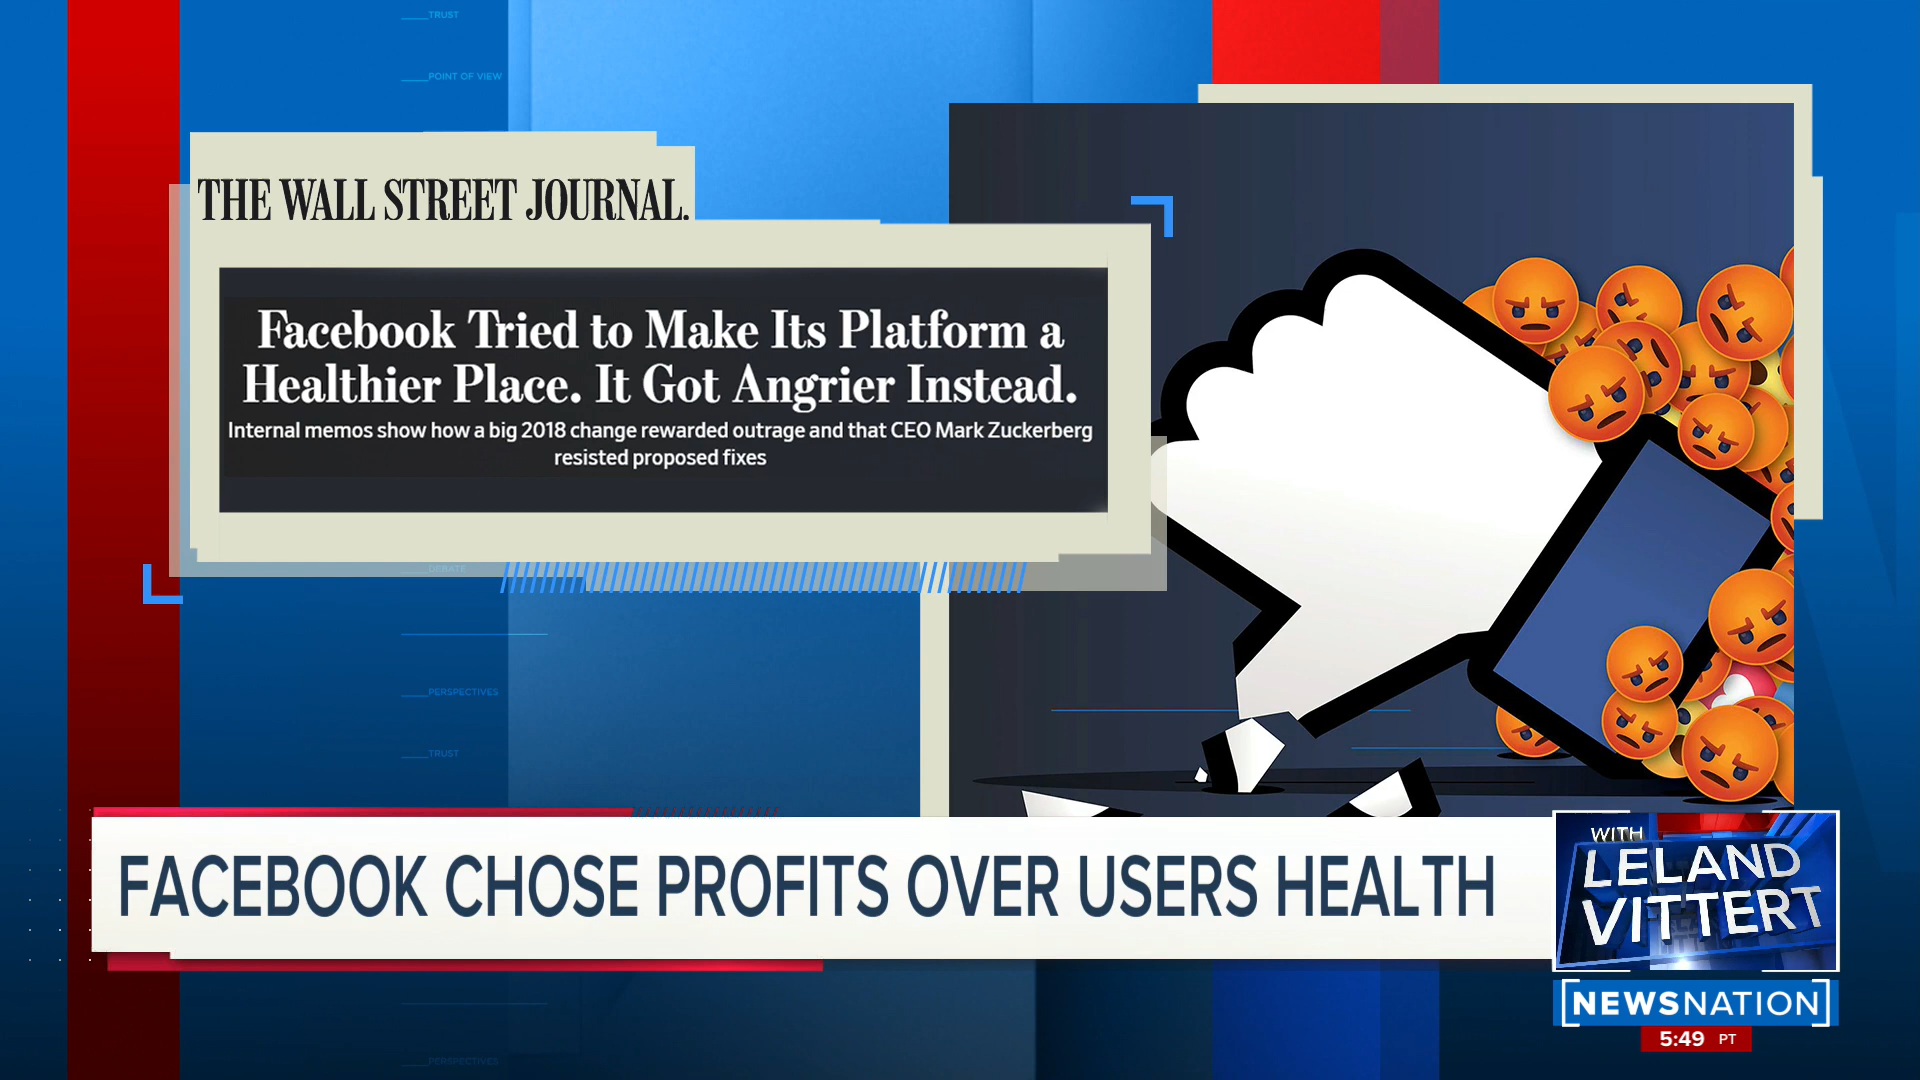 TRUST
POINT OF VIEW
THE WALL STREET JOURNAL.
Facebook Tried to Make Its Platform a
Healthier Place. It Got Angrier Instead.
Internal memos show how a big 2018 change rewarded outrage and that CEO Mark Zuckerberg
resisted proposed fixes
DEBATE
PERSPECTIVES
TRUST
FACEBOOK CHOSE PROFITS OVER USERS HEALTH
WITH
LELAND
VITTERT
NEWSNATION
5:49 PT
PERSPECTIVES